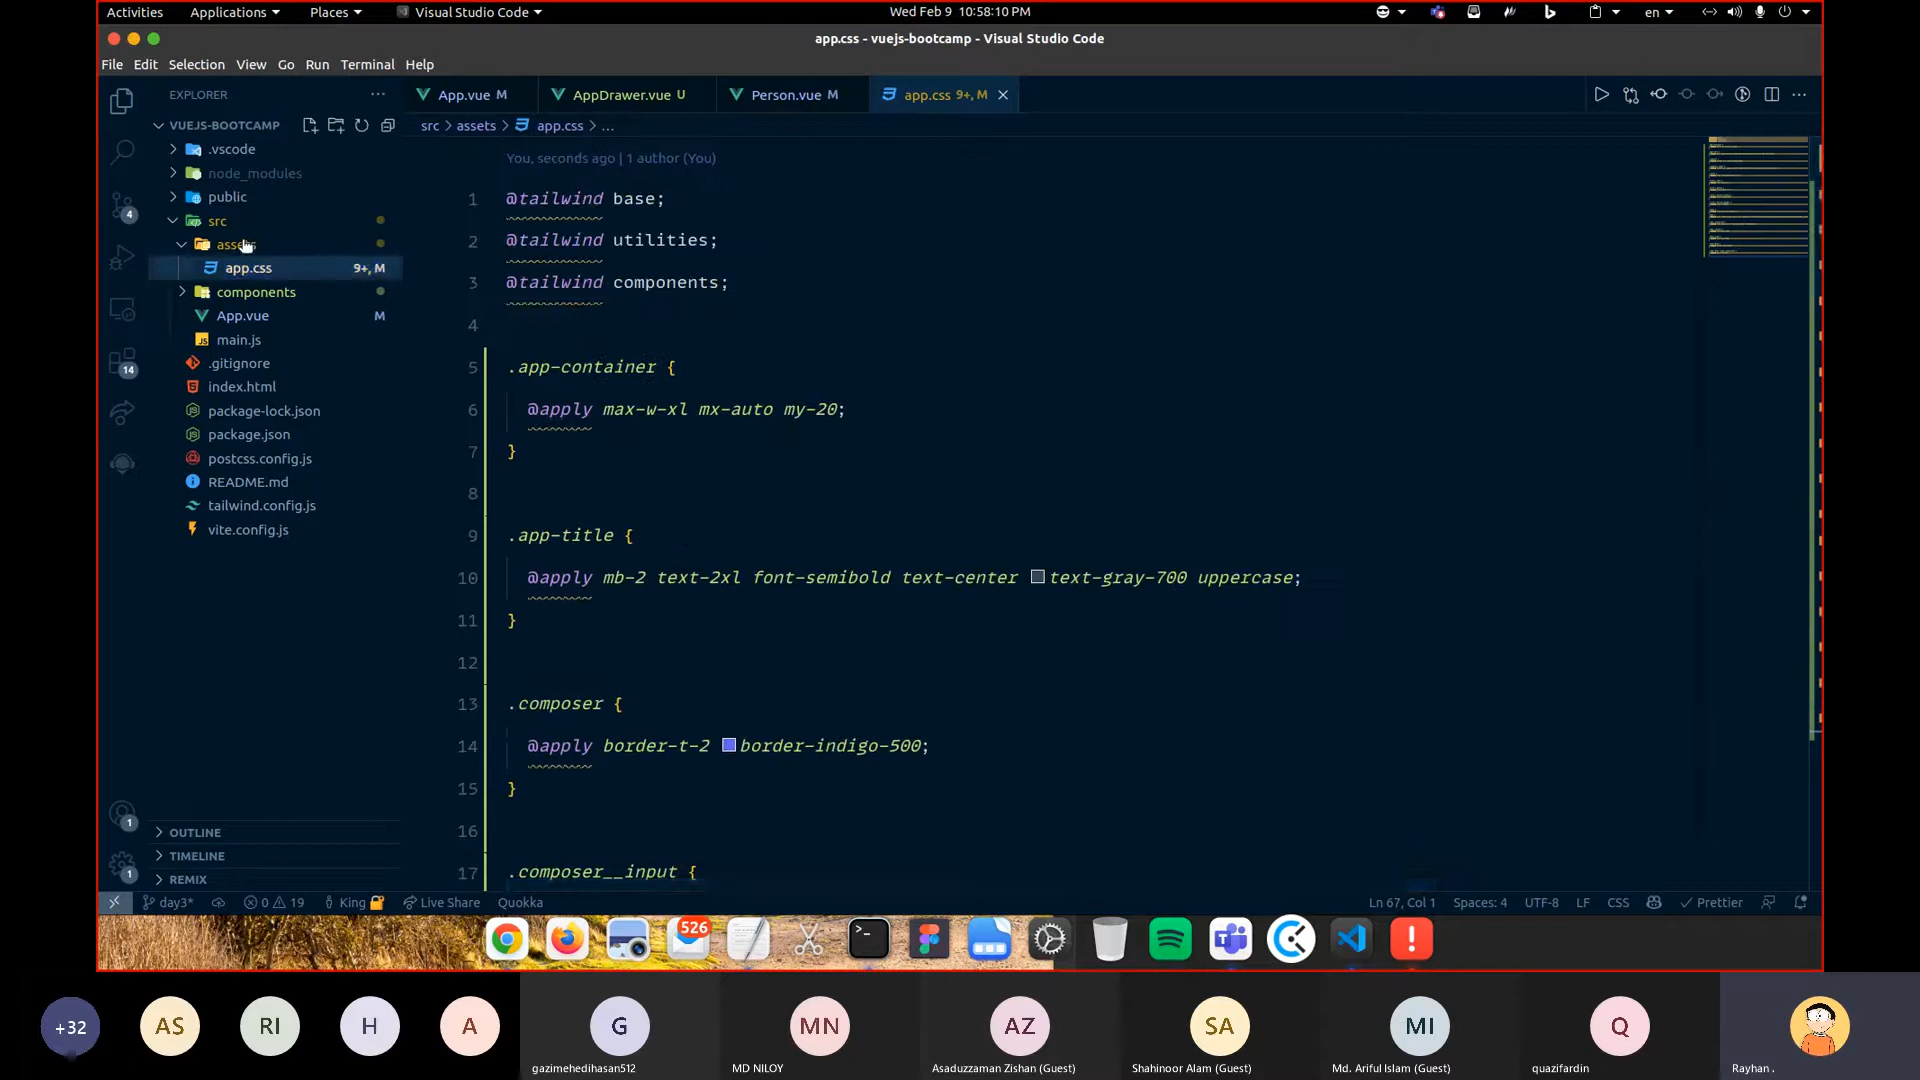 Activities Applications Places Visual Studio Code Wed Feb 9 10:58:10 PM en
app.css - vuejs-bootcamp - Visual Studio Code
File Edit Selection View Go Run Terminal Help
EXPLORER
App.vue M AppDrawer.vue U Person.vue M app.css 9+, M
VUEJS-BOOTCAMP
src > assets > app.css > ...
.vscode
node_modules
public
src
assets
app.css 9+, M
components
App.vue M
main.js
.gitignore
index.html
package-lock.json
package.json
postcss.config.js
README.md
tailwind.config.js
vite.config.js
4
14
1
1
OUTLINE
TIMELINE
REMIX
You, seconds ago | 1 author (You)
1 @tailwind base;
2 @tailwind utilities;
3 @tailwind components;
4
5 .app-container {
6 @apply max-w-xl mx-auto my-20;
7 }
8
9 .app-title {
10 @apply mb-2 text-2xl font-semibold text-center text-gray-700 uppercase;
11 }
12
13 .composer {
14 @apply border-t-2 border-indigo-500;
15 }
16
17 .composer__input {
day3* 0 19 King Live Share Quokka Ln 67, Col 1 Spaces: 4 UTF-8 LF CSS Prettier
526
+32 AS RI H A G MN AZ SA MI Q
gazimehedihasan512 MD NILOY Asaduzzaman Zishan (Guest) Shahinoor Alam (Guest) Md. Ariful Islam (Guest) quazifardin Rayhan .